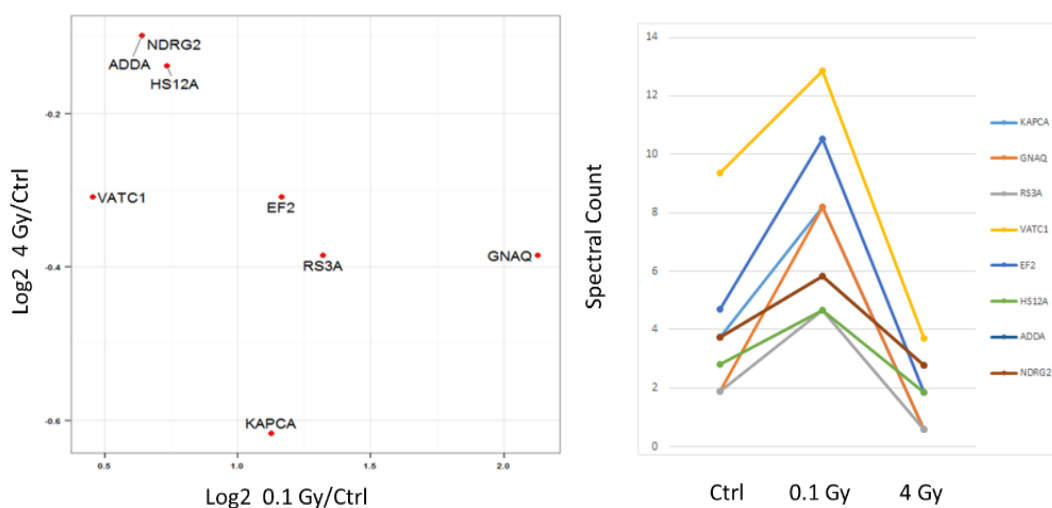 NDRG2
ADDA
HS12A
-0.2
VATC1
EF2
-0.4
RS3A
GNAQ
-0.6
KAPCA
0.5
1.0
1.5
2.0
Log2 4 Gy/Ctrl
Log2 0.1 Gy/Ctrl
14
12
10
8
6
4
2
0
Spectral Count
Ctrl
0.1 Gy
4 Gy
KAPCA
GNAQ
RS3A
VATC1
EF2
HS12A
ADDA
NDRG2